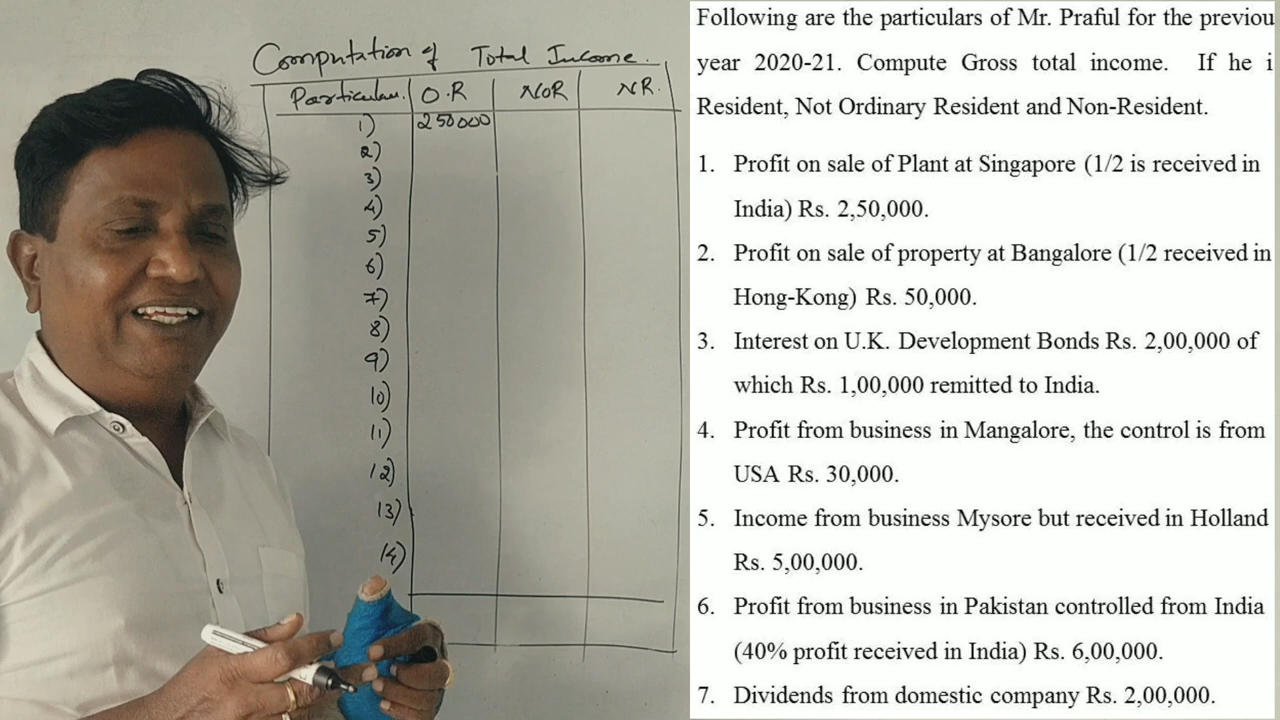 Computation of Total Income.
Particulars. O.R NOR NR.
1) 250000
2)
3)
4)
5)
6)
7)
8)
9)
10)
11)
12)
13)
14)
Following are the particulars of Mr. Praful for the previou
year 2020-21. Compute Gross total income. If he i
Resident, Not Ordinary Resident and Non-Resident.
1. Profit on sale of Plant at Singapore (1/2 is received in
India) Rs. 2,50,000.
2. Profit on sale of property at Bangalore (1/2 received in
Hong-Kong) Rs. 50,000.
3. Interest on U.K. Development Bonds Rs. 2,00,000 of
which Rs. 1,00,000 remitted to India.
4. Profit from business in Mangalore, the control is from
USA Rs. 30,000.
5. Income from business Mysore but received in Holland
Rs. 5,00,000.
6. Profit from business in Pakistan controlled from India
(40% profit received in India) Rs. 6,00,000.
7. Dividends from domestic company Rs. 2,00,000.